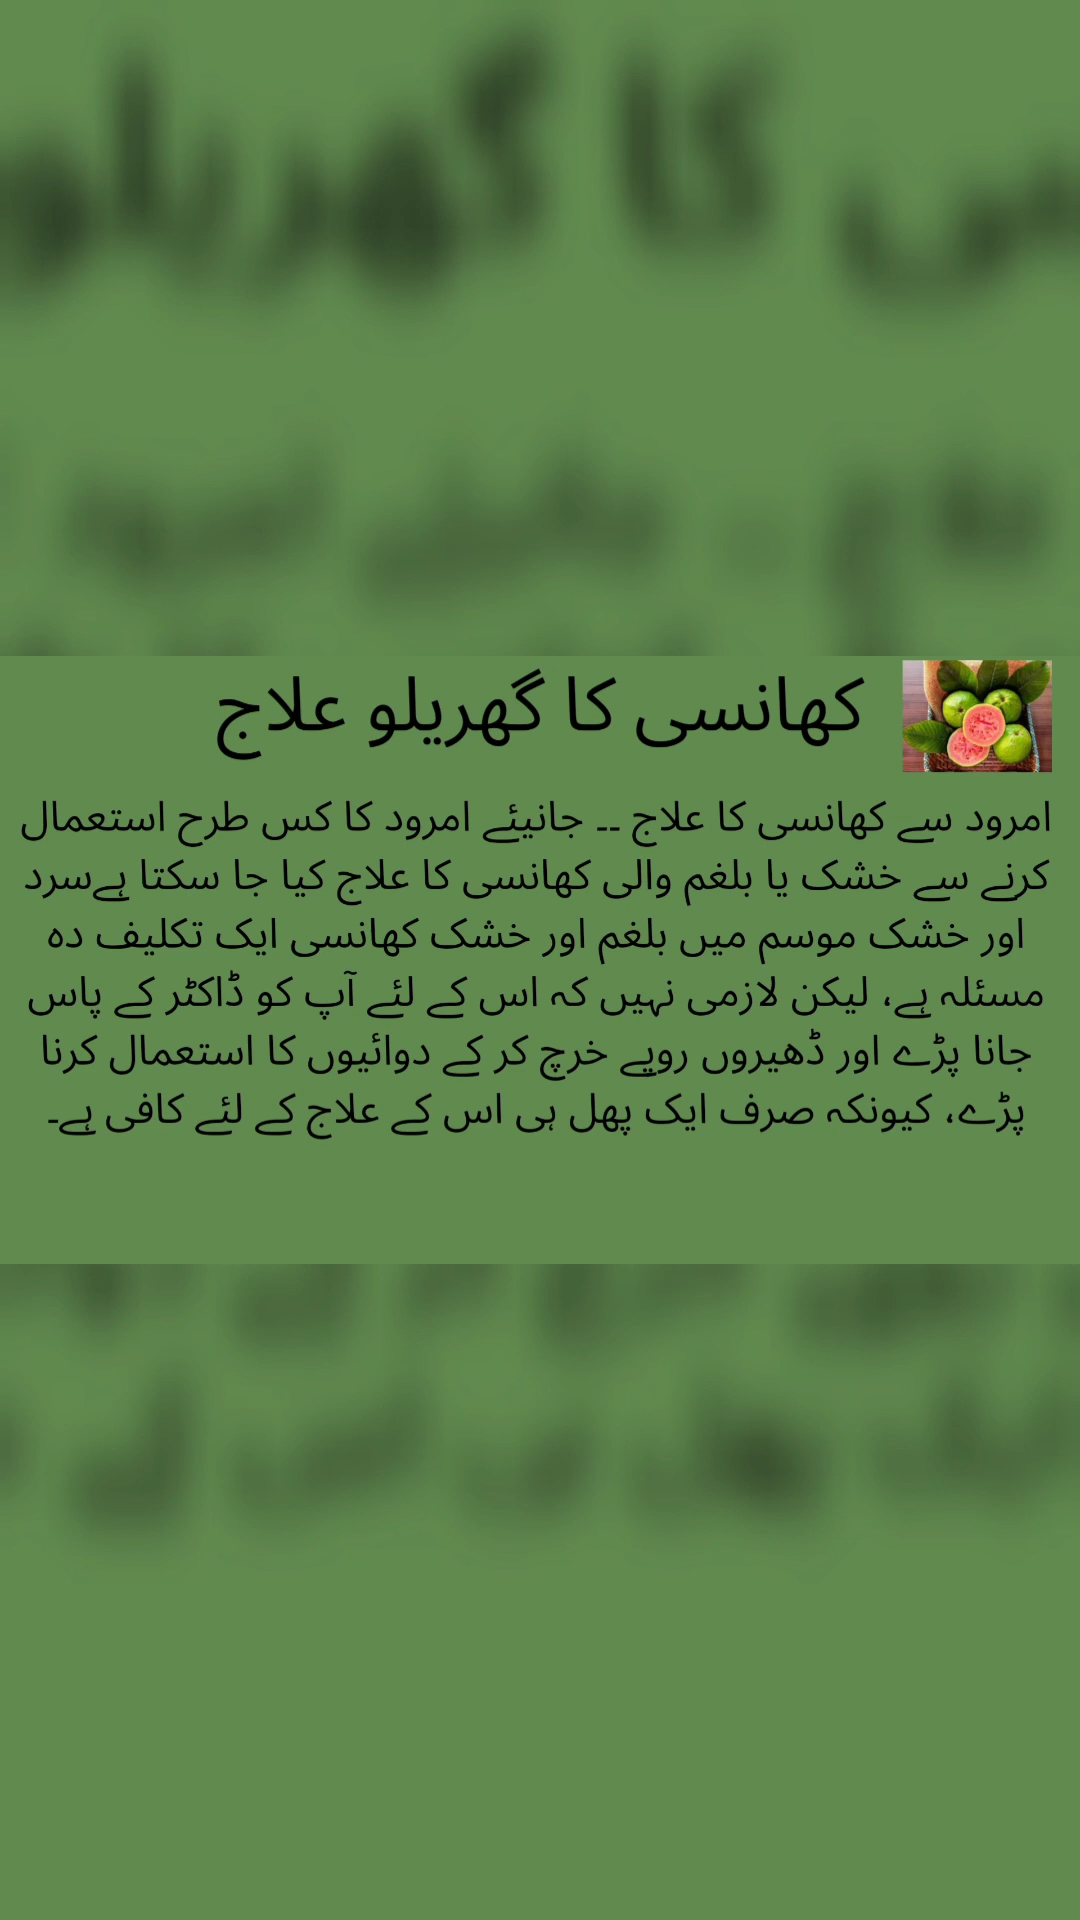 کھانسی کا گھریلو علاج
امرود سے کھانسی کا علاج -- جانیئے امرود کا کس طرح استعمال
کرنے سے خشک یا بلغم والی کھانسی کا علاج کیا جا سکتا ہےسرد
اور خشک موسم میں بلغم اور خشک کھانسی ایک تکلیف دہ
مسئلہ ہے، لیکن لازمی نہیں کہ اس کے لئے آپ کو ڈاکٹر کے پاس
جانا پڑے اور ڈھیروں روپے خرچ کر کے دوائیوں کا استعمال کرنا
پڑے، کیونکہ صرف ایک پھل ہی اس کے علاج کے لئے کافی ہے۔